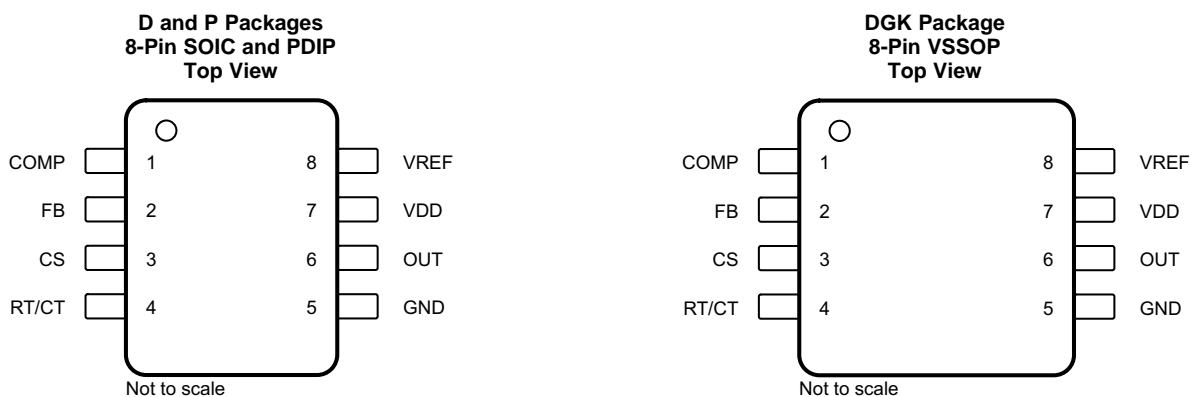 D and P Packages
8-Pin SOIC and PDIP
Top View
COMP 1 8 VREF
FB 2 7 VDD
CS 3 6 OUT
RT/CT 4 5 GND
Not to scale
DGK Package
8-Pin VSSOP
Top View
COMP 1 8 VREF
FB 2 7 VDD
CS 3 6 OUT
RT/CT 4 5 GND
Not to scale